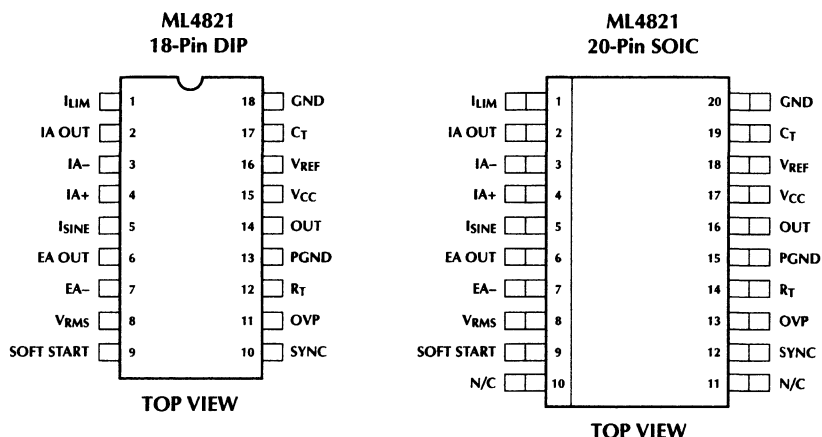 ML4821
18-Pin DIP
ILIM 1 18 GND
IA OUT 2 17 CT
IA– 3 16 VREF
IA+ 4 15 VCC
ISINE 5 14 OUT
EA OUT 6 13 PGND
EA– 7 12 RT
VRMS 8 11 OVP
SOFT START 9 10 SYNC
TOP VIEW
ML4821
20-Pin SOIC
ILIM 1 20 GND
IA OUT 2 19 CT
IA– 3 18 VREF
IA+ 4 17 VCC
ISINE 5 16 OUT
EA OUT 6 15 PGND
EA– 7 14 RT
VRMS 8 13 OVP
SOFT START 9 12 SYNC
N/C 10 11 N/C
TOP VIEW